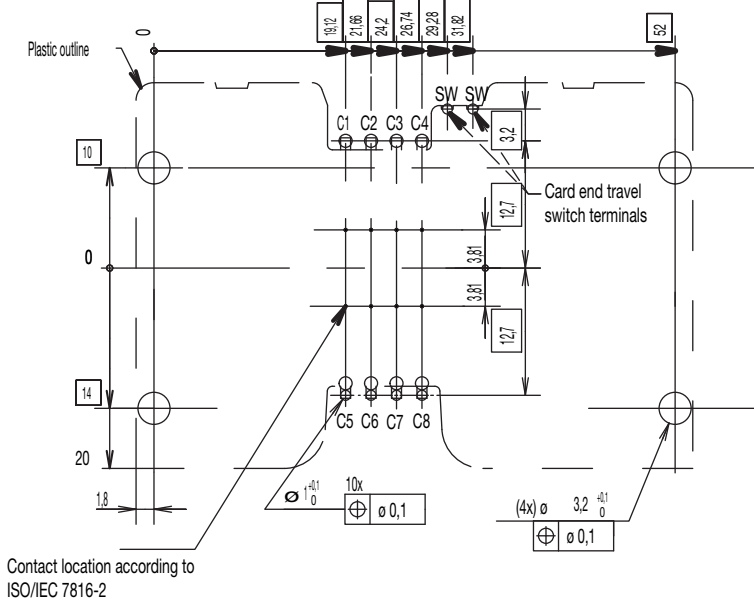 0
19,12
21,66
24,2
26,74
29,28
31,82
52
Plastic outline
SW SW
C1 C2 C3 C4
3,2
10
Card end travel
switch terminals
12,7
0
3,81
3,81
12,7
14
C5 C6 C7 C8
20
1,8
ø 1 +0,1 0
10x
ø 0,1
(4x) ø 3,2 +0,1 0
ø 0,1
Contact location according to
ISO/IEC 7816-2